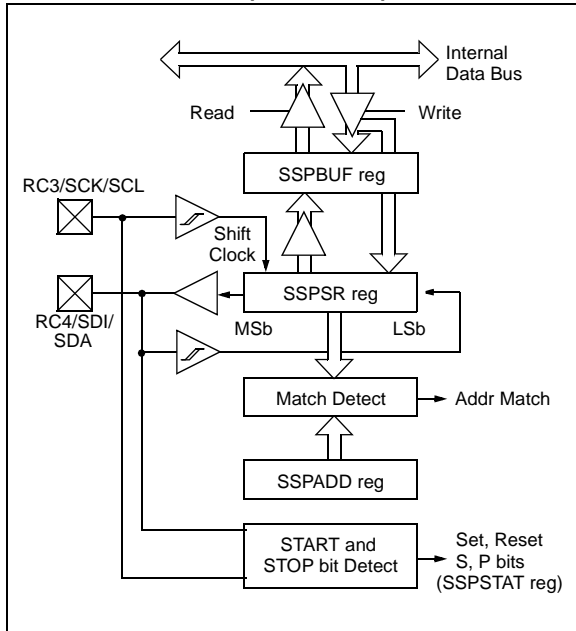 Internal
Data Bus
Read
Write
SSPBUF reg
RC3/SCK/SCL
Shift
Clock
SSPSR reg
MSb
LSb
RC4/SDI/
SDA
Match Detect
Addr Match
SSPADD reg
START and
STOP bit Detect
Set, Reset
S, P bits
(SSPSTAT reg)